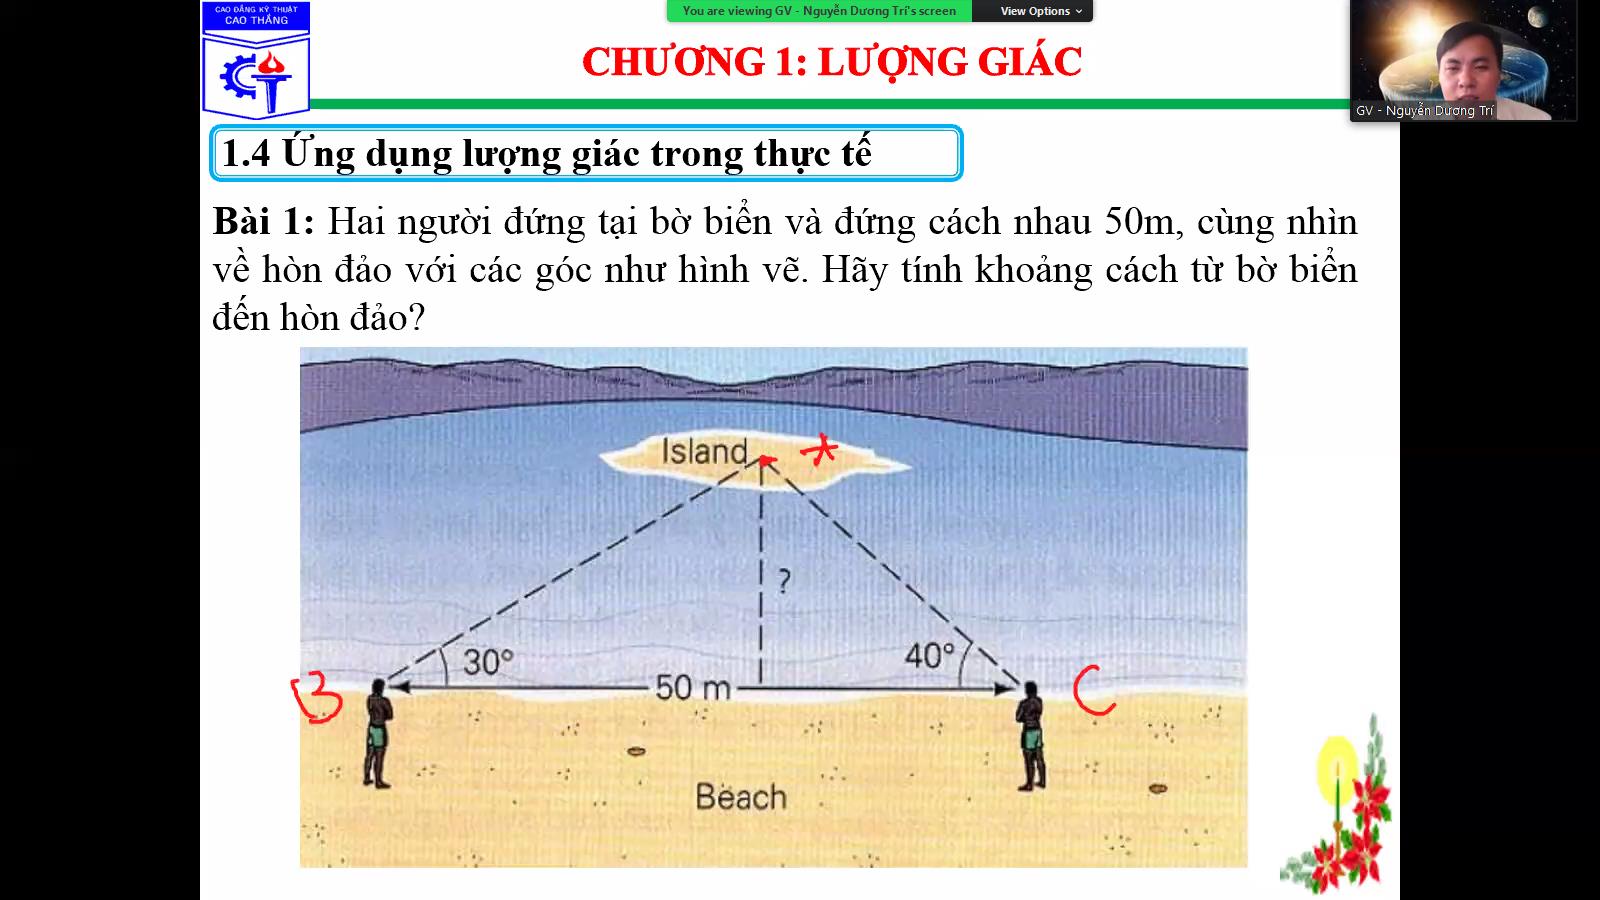 CAO ĐẲNG KỸ THUẬT
CAO THẮNG
You are viewing GV - Nguyễn Dương Trí's screen
View Options
CHƯƠNG 1: LƯỢNG GIÁC
GV - Nguyễn Dương Trí
1.4 Ứng dụng lượng giác trong thực tế
Bài 1: Hai người đứng tại bờ biển và đứng cách nhau 50m, cùng nhìn
về hòn đảo với các góc như hình vẽ. Hãy tính khoảng cách từ bờ biển
đến hòn đảo?
Island
?
30°
40°
B
50 m
C
Beach